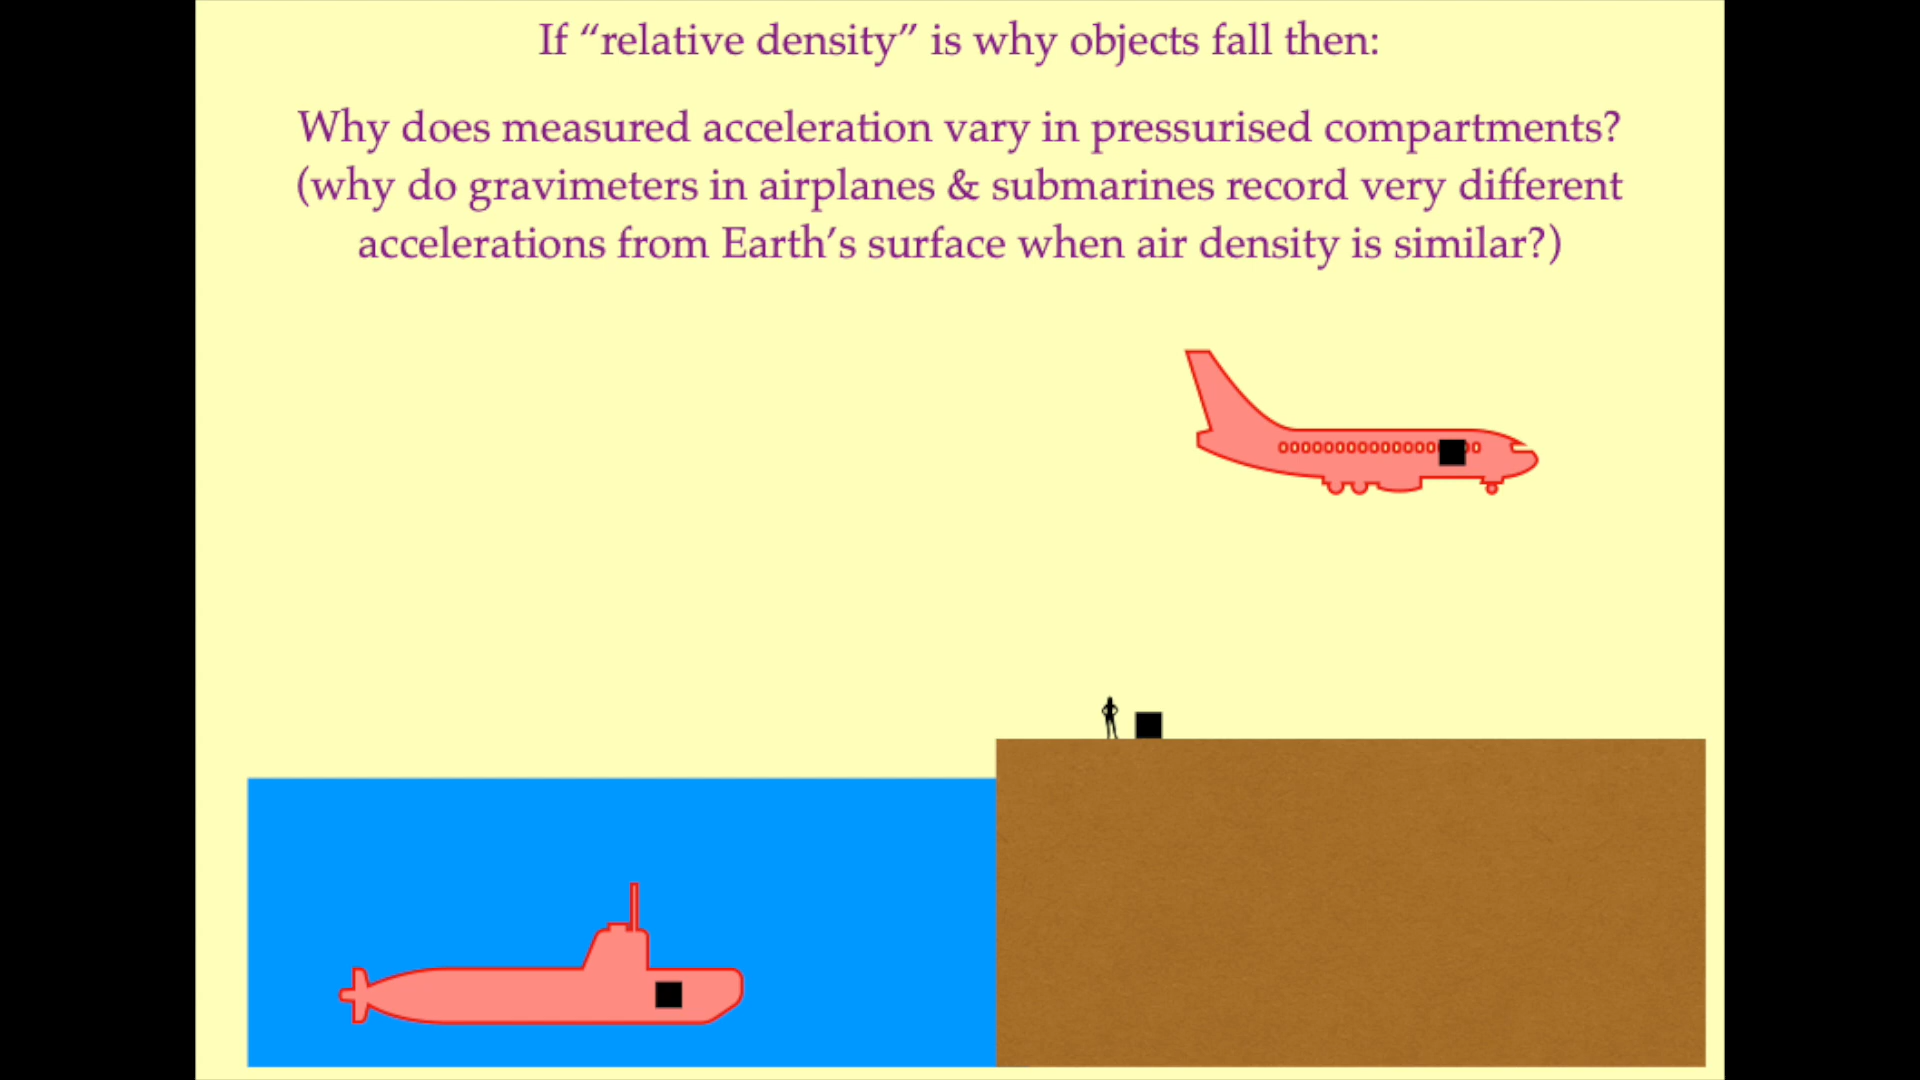 If “relative density” is why objects fall then:
Why does measured acceleration vary in pressurised compartments?
(why do gravimeters in airplanes & submarines record very different
accelerations from Earth’s surface when air density is similar?)